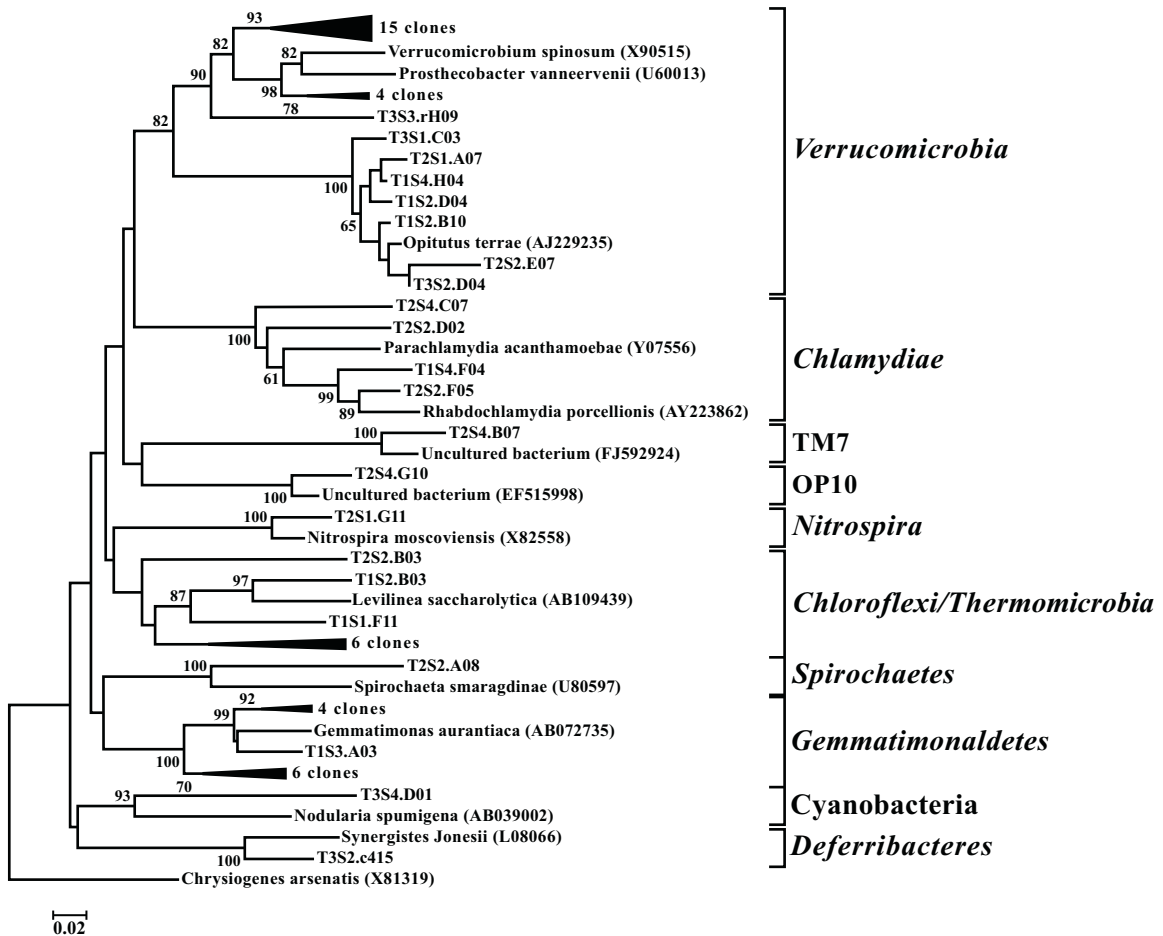 93
15 clones
82
82
Verrucomicrobium spinosum (X90515)
90
Prosthecobacter vanneervenii (U60013)
98
4 clones
78
T3S3.rH09
82
T3S1.C03
Verrucomicrobia
T2S1.A07
100
T1S4.H04
T1S2.D04
65
T1S2.B10
Opitutus terrae (AJ229235)
T2S2.E07
T3S2.D04
T2S4.C07
100
T2S2.D02
Parachlamydia acanthamoebae (Y07556)
Chlamydiae
61
T1S4.F04
99
T2S2.F05
89
Rhabdochlamydia porcellionis (AY223862)
100
T2S4.B07
TM7
Uncultured bacterium (FJ592924)
T2S4.G10
OP10
100
Uncultured bacterium (EF515998)
100
T2S1.G11
Nitrospira
Nitrospira moscoviensis (X82558)
T2S2.B03
97
T1S2.B03
87
Levilinea saccharolytica (AB109439)
Chloroflexi/Thermomicrobia
T1S1.F11
6 clones
100
T2S2.A08
Spirochaetes
Spirochaeta smaragdinae (U80597)
92
4 clones
99
Gemmatimonas aurantiaca (AB072735)
Gemmatimonaldetes
T1S3.A03
100
6 clones
70
93
T3S4.D01
Cyanobacteria
Nodularia spumigena (AB039002)
Synergistes Jonesii (L08066)
Deferribacteres
100
T3S2.c415
Chrysiogenes arsenatis (X81319)
0.02